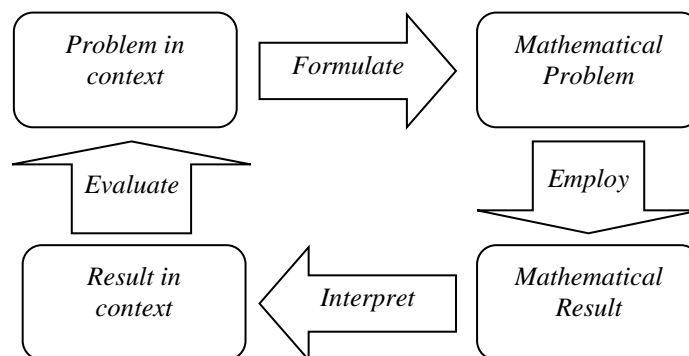 Problem in
context
Formulate
Mathematical
Problem
Evaluate
Employ
Result in
context
Interpret
Mathematical
Result